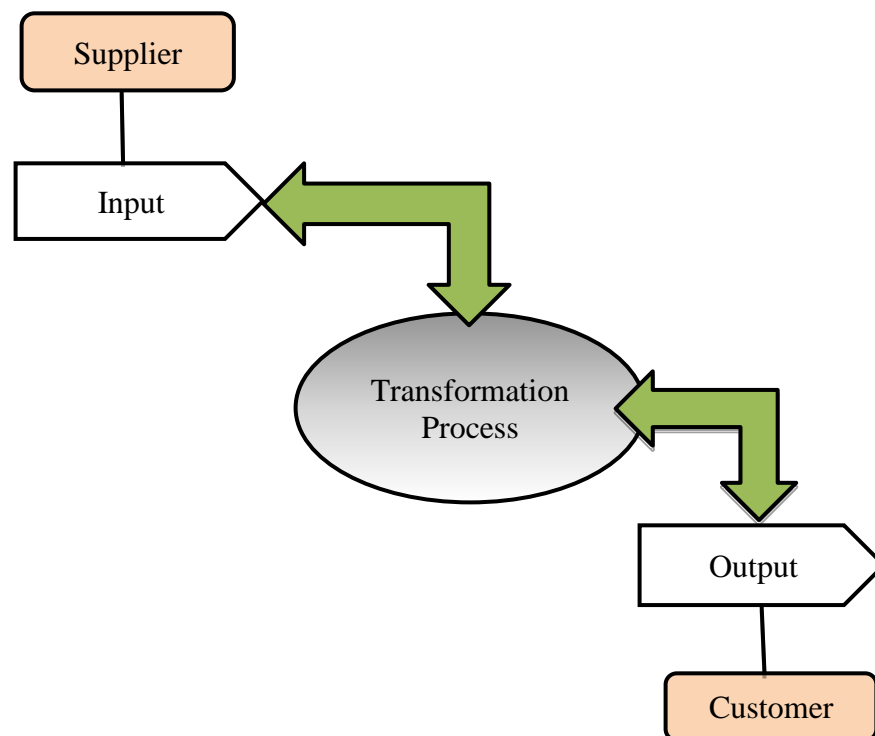 Supplier
Input
Transformation
Process
Output
Customer